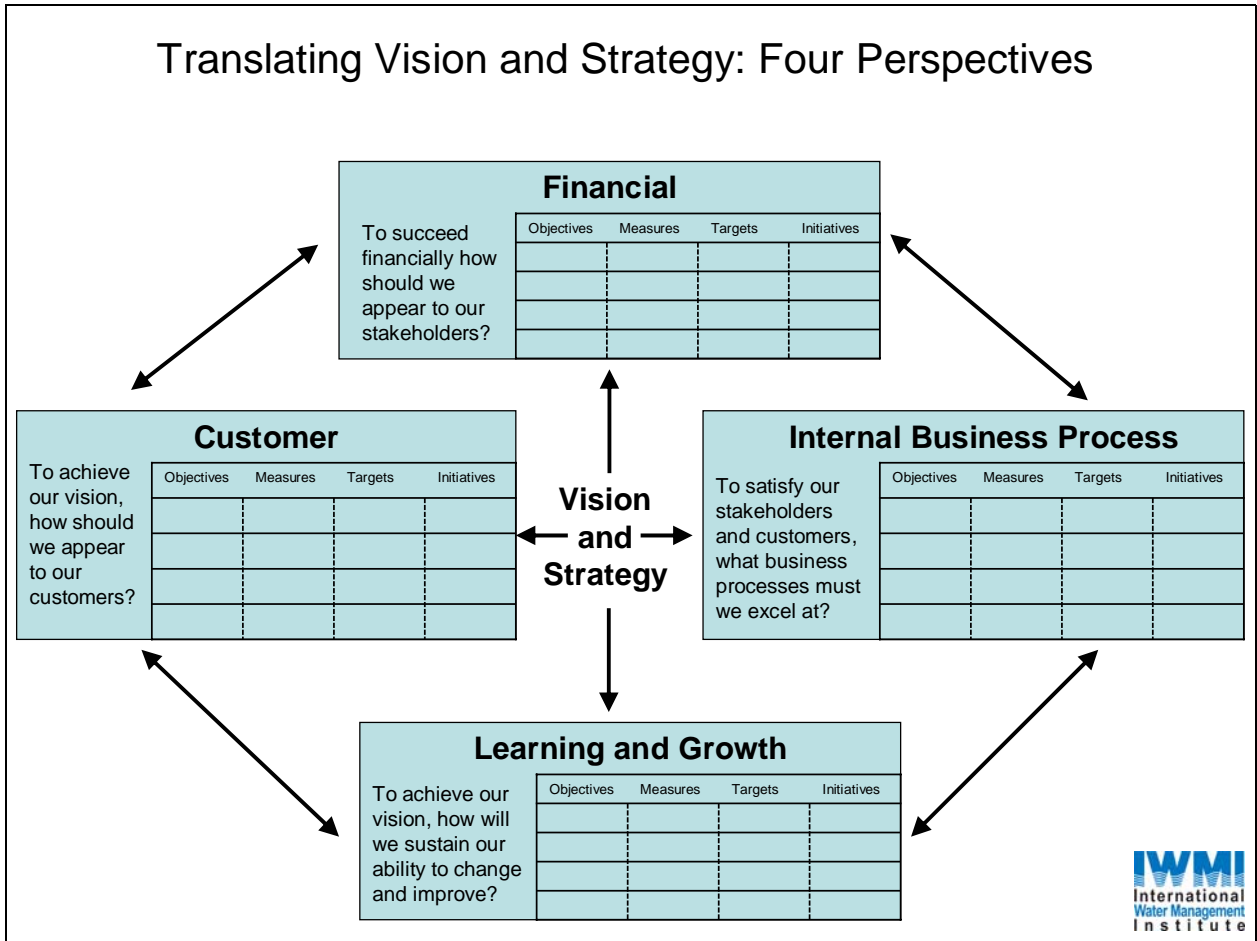 Translating Vision and Strategy: Four Perspectives
Financial
To succeed
financially how
should we
appear to our
stakeholders?
Objectives Measures Targets Initiatives
Customer
To achieve
our vision,
how should
we appear
to our
customers?
Objectives Measures Targets Initiatives
Vision
and
Strategy
Internal Business Process
To satisfy our
stakeholders
and customers,
what business
processes must
we excel at?
Objectives Measures Targets Initiatives
Learning and Growth
To achieve our
vision, how will
we sustain our
ability to change
and improve?
Objectives Measures Targets Initiatives
IWMI
International
Water Management
Institute